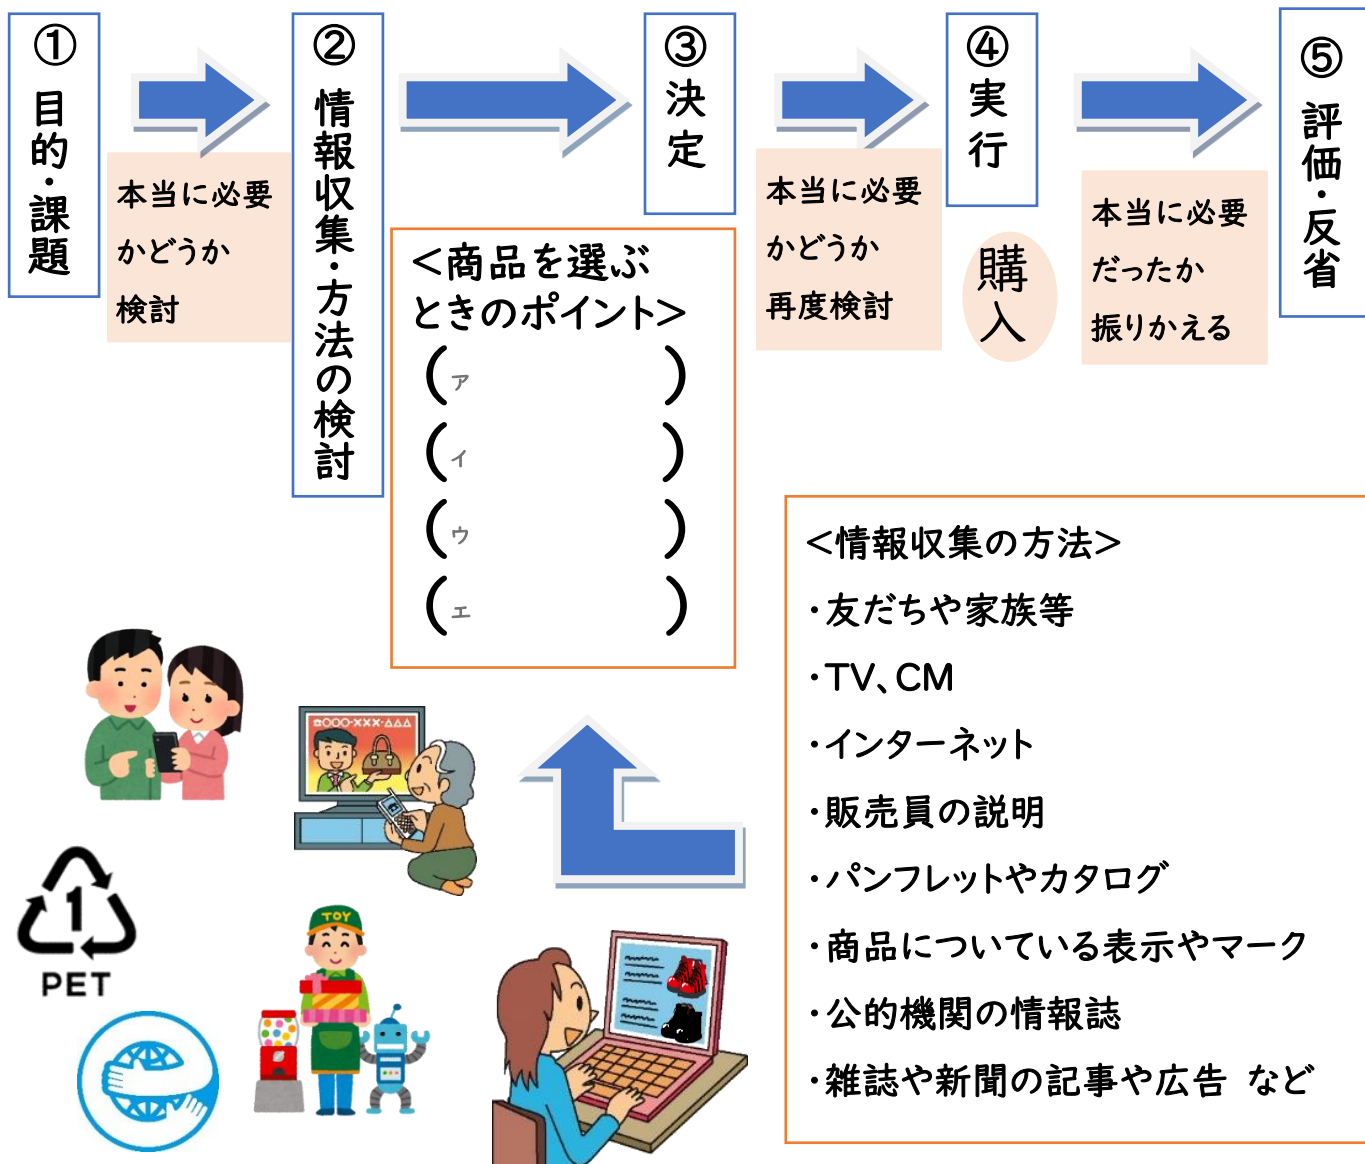 ① 目的・課題
本当に必要
かどうか
検討
② 情報収集・方法の検討
③ 決定
<商品を選ぶ
ときのポイント>
(ア )
(イ )
(ウ )
(エ )
本当に必要
かどうか
再度検討
④ 実行
購入
本当に必要
だったか
振りかえる
⑤ 評価・反省
<情報収集の方法>
・友だちや家族等
・TV、CM
・インターネット
・販売員の説明
・パンフレットやカタログ
・商品についている表示やマーク
・公的機関の情報誌
・雑誌や新聞の記事や広告 など
☎○○○-×××-△△△
1
PET
TOY